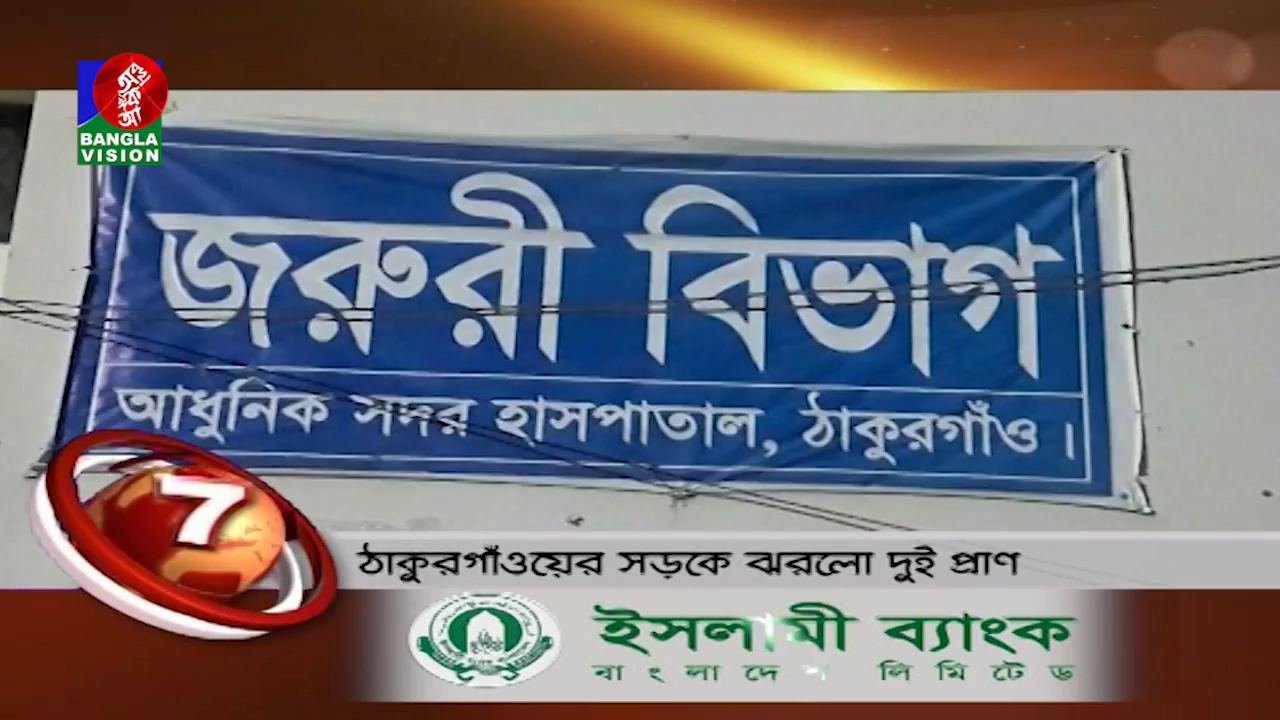 BANGLA
VISION
জরুরী বিভাগ
আধুনিক সদর হাসপাতাল, ঠাকুরগাঁও।
7
ঠাকুরগাঁওয়ের সড়কে ঝরলো দুই প্রাণ
ইসলামী ব্যাংক
বাংলাদেশ লিমিটেড